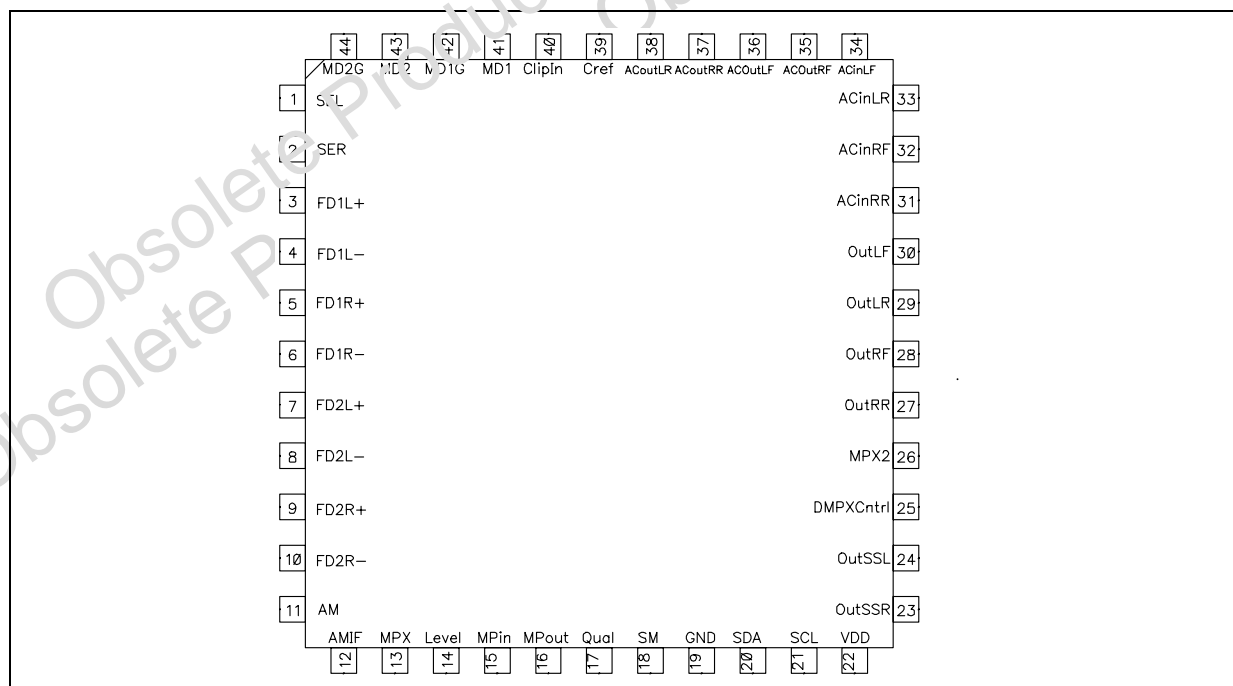 44 43 42 41 40 39 38 37 36 35 34
MD2G MD2 MD1G MD1 ClipIn Cref ACoutLR ACoutRR ACOutLF ACOutRF ACinLF
1 SEL ACinLR 33
2 SER ACinRF 32
3 FD1L+ ACinRR 31
4 FD1L- OutLF 30
5 FD1R+ OutLR 29
6 FD1R- OutRF 28
7 FD2L+ OutRR 27
8 FD2L- MPX2 26
9 FD2R+ DMPXCntrl 25
10 FD2R- OutSSL 24
11 AM OutSSR 23
AMIF MPX Level MPin MPout Qual SM GND SDA SCL VDD
12 13 14 15 16 17 18 19 20 21 22
Obsolete Produc
Obsolete P
Ob